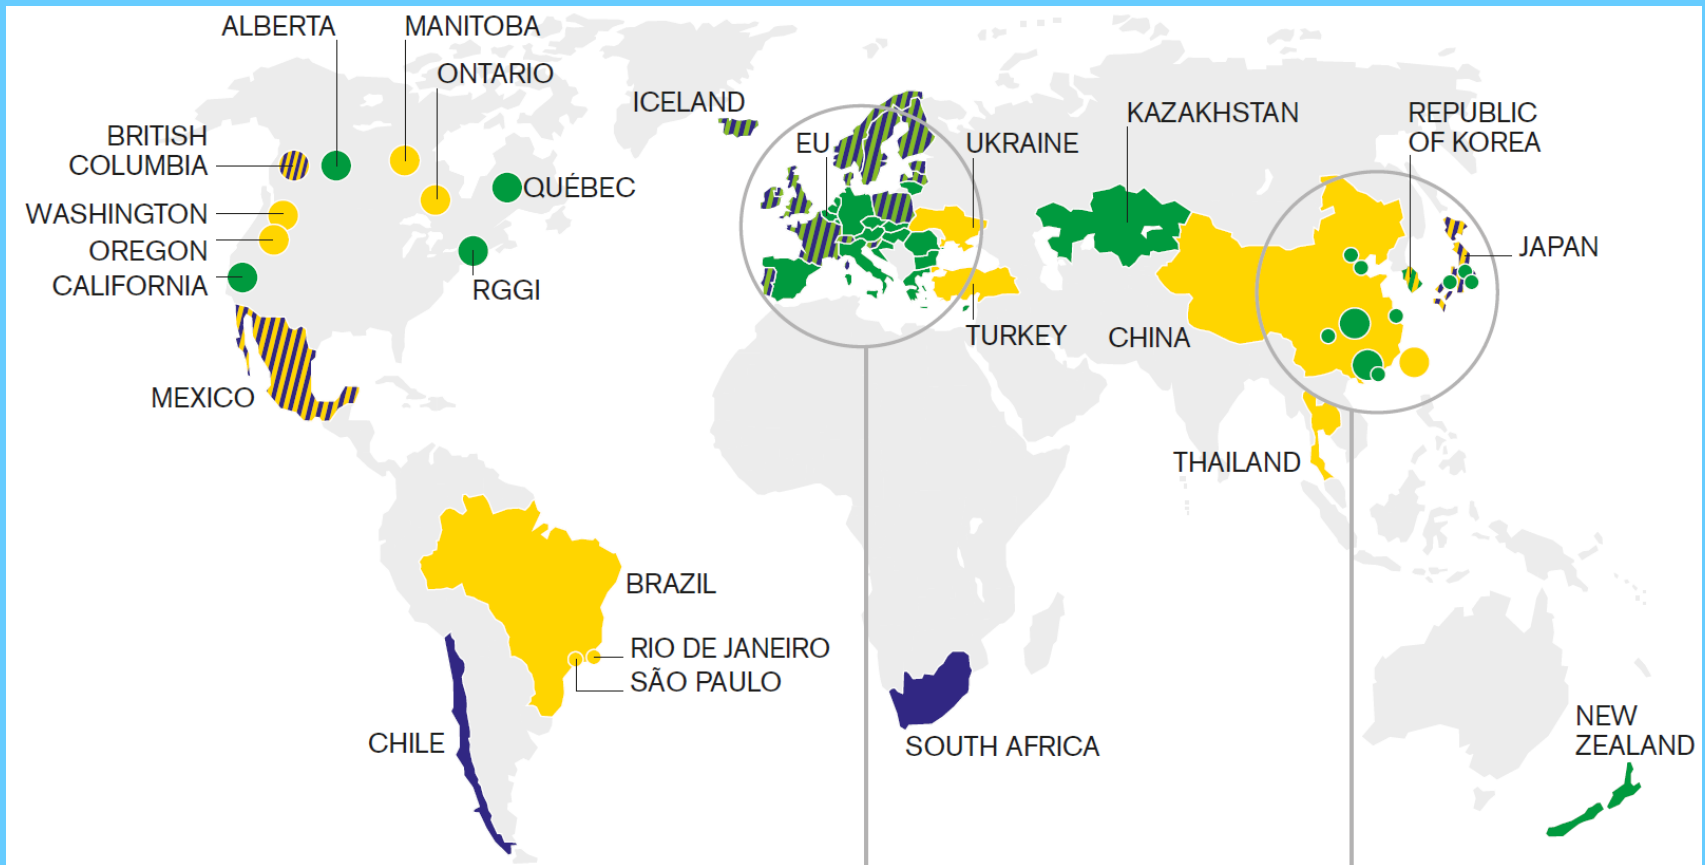 ALBERTA
MANITOBA
ONTARIO
BRITISH
COLUMBIA
QUÉBEC
WASHINGTON
OREGON
CALIFORNIA
RGGI
MEXICO
ICELAND
EU
UKRAINE
KAZAKHSTAN
REPUBLIC
OF KOREA
JAPAN
TURKEY
CHINA
THAILAND
BRAZIL
RIO DE JANEIRO
SÃO PAULO
CHILE
SOUTH AFRICA
NEW
ZEALAND